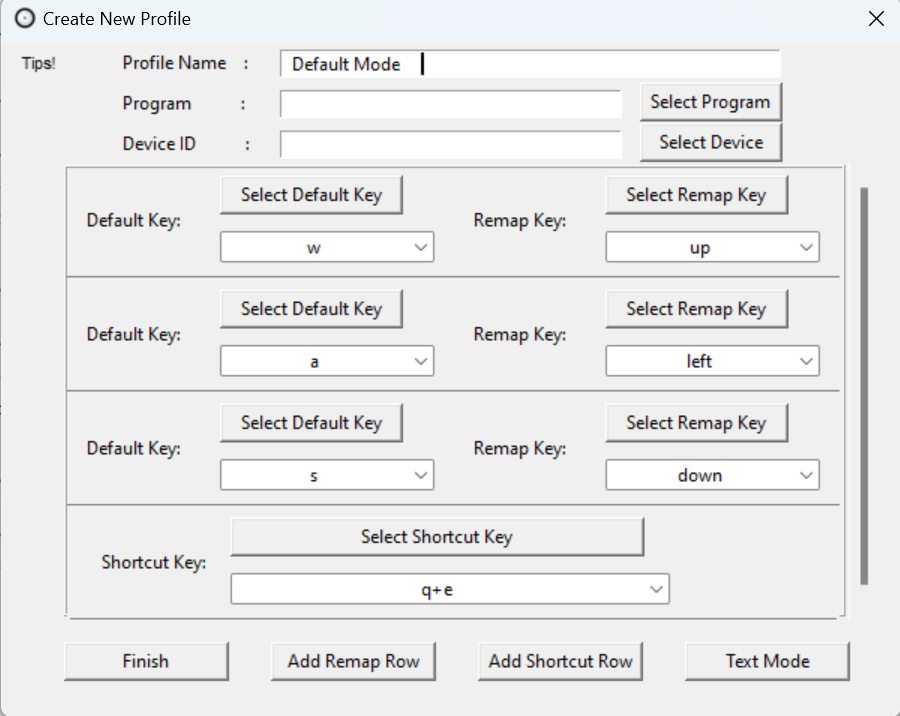 Create New Profile
Tips! Profile Name : Default Mode
Program : Select Program
Device ID : Select Device
Select Default Key Select Remap Key
Default Key: Remap Key:
w up
Select Default Key Select Remap Key
Default Key: Remap Key:
a left
Select Default Key Select Remap Key
Default Key: Remap Key:
s down
Select Shortcut Key
Shortcut Key:
q+e
Finish Add Remap Row Add Shortcut Row Text Mode